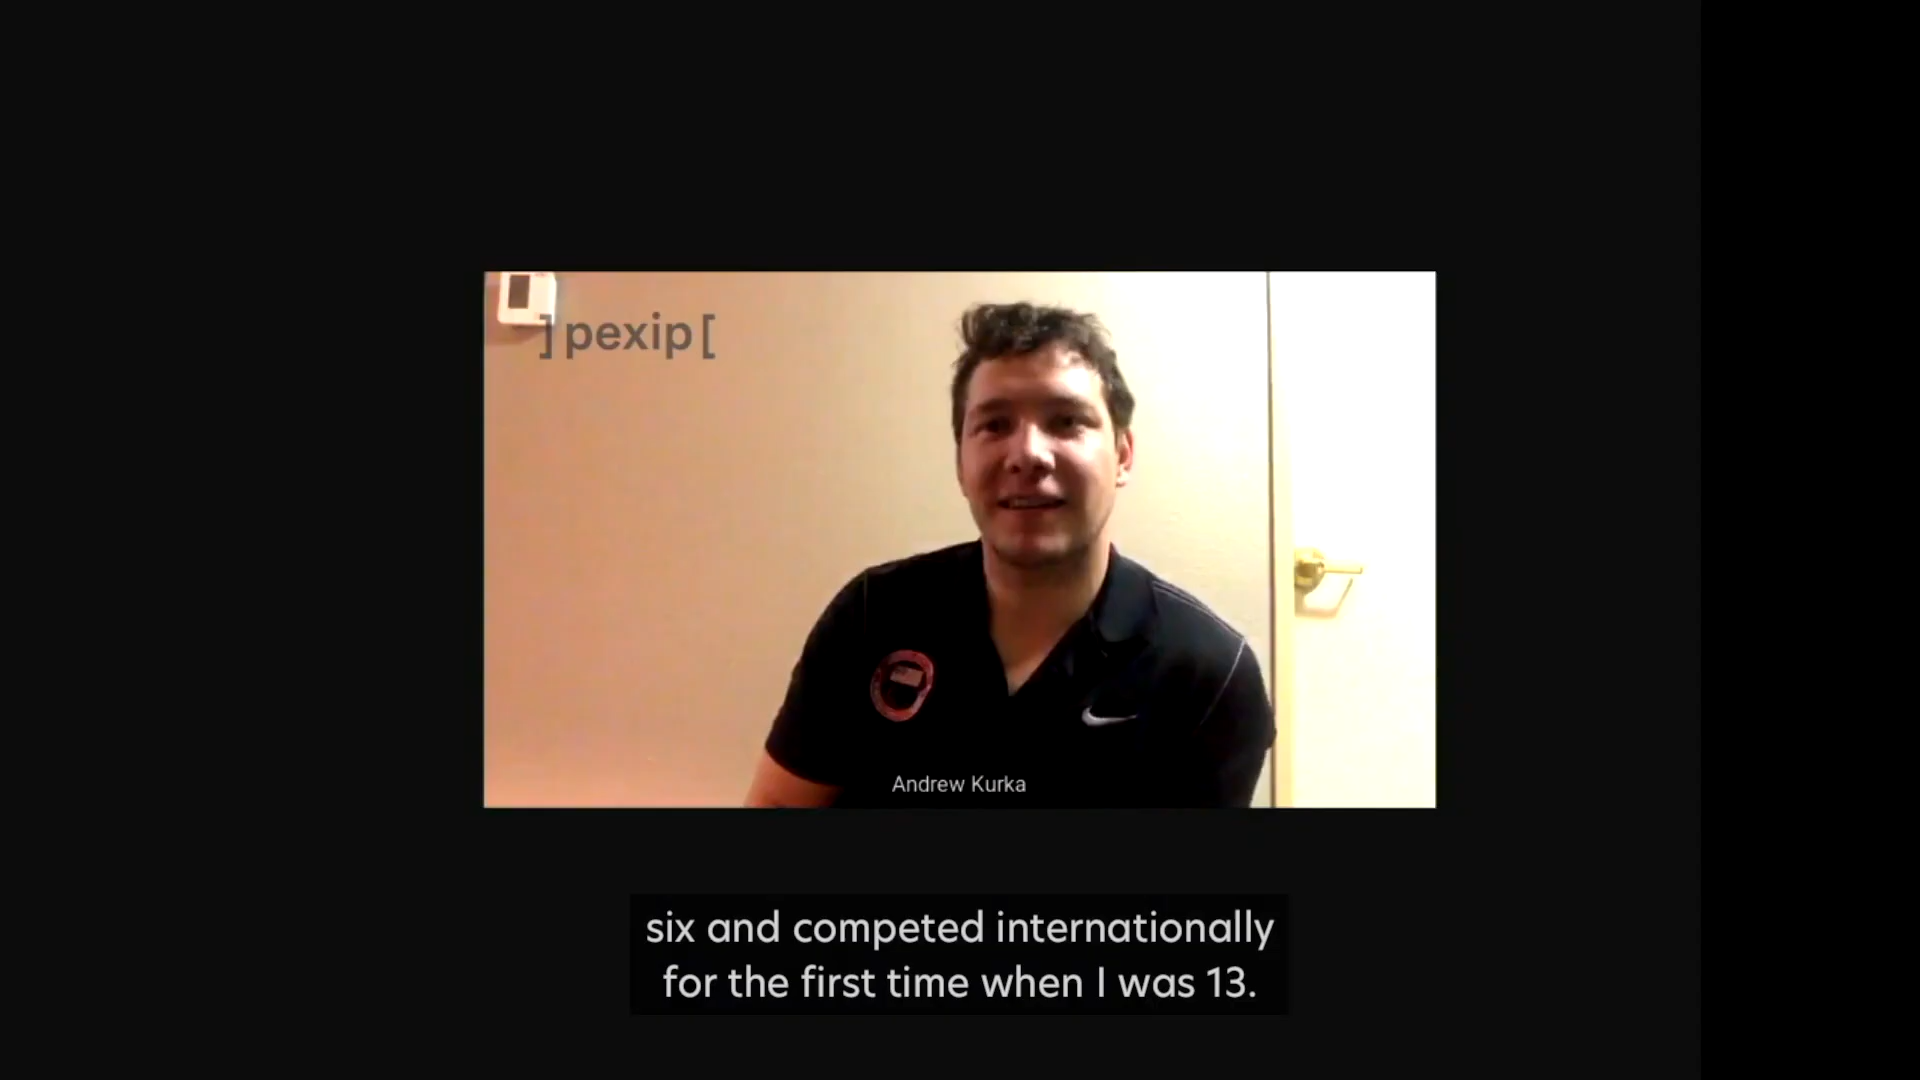 ]pexip[
Andrew Kurka
six and competed internationally
for the first time when I was 13.